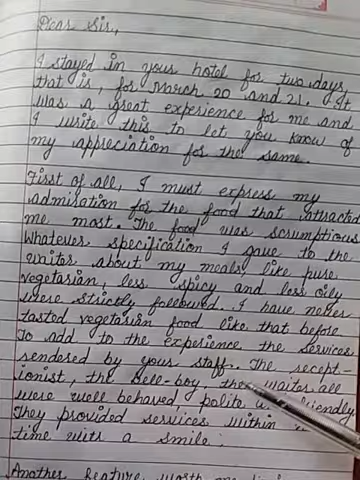 Dear Sir,
I stayed in your hotel for two days,
that is, for March 20 and 21. It
was a great experience for me and
I write this to let you know of
my appreciation for the same.
First of all, I must express my
admiration for the food that attracted
me most. The food was scrumptious
Whatever specification I gave to the
waiter about my meals, like pure
vegetarian, less spicy and less oily
were strictly followed. I have never
tasted vegetarian food like that before
To add to the experience, the services
rendered by your staff. The recept-
ionist, the bell-boy, the waiters all
were well behaved, polite friendly
They provided services within
time with a smile.
Another feature worth